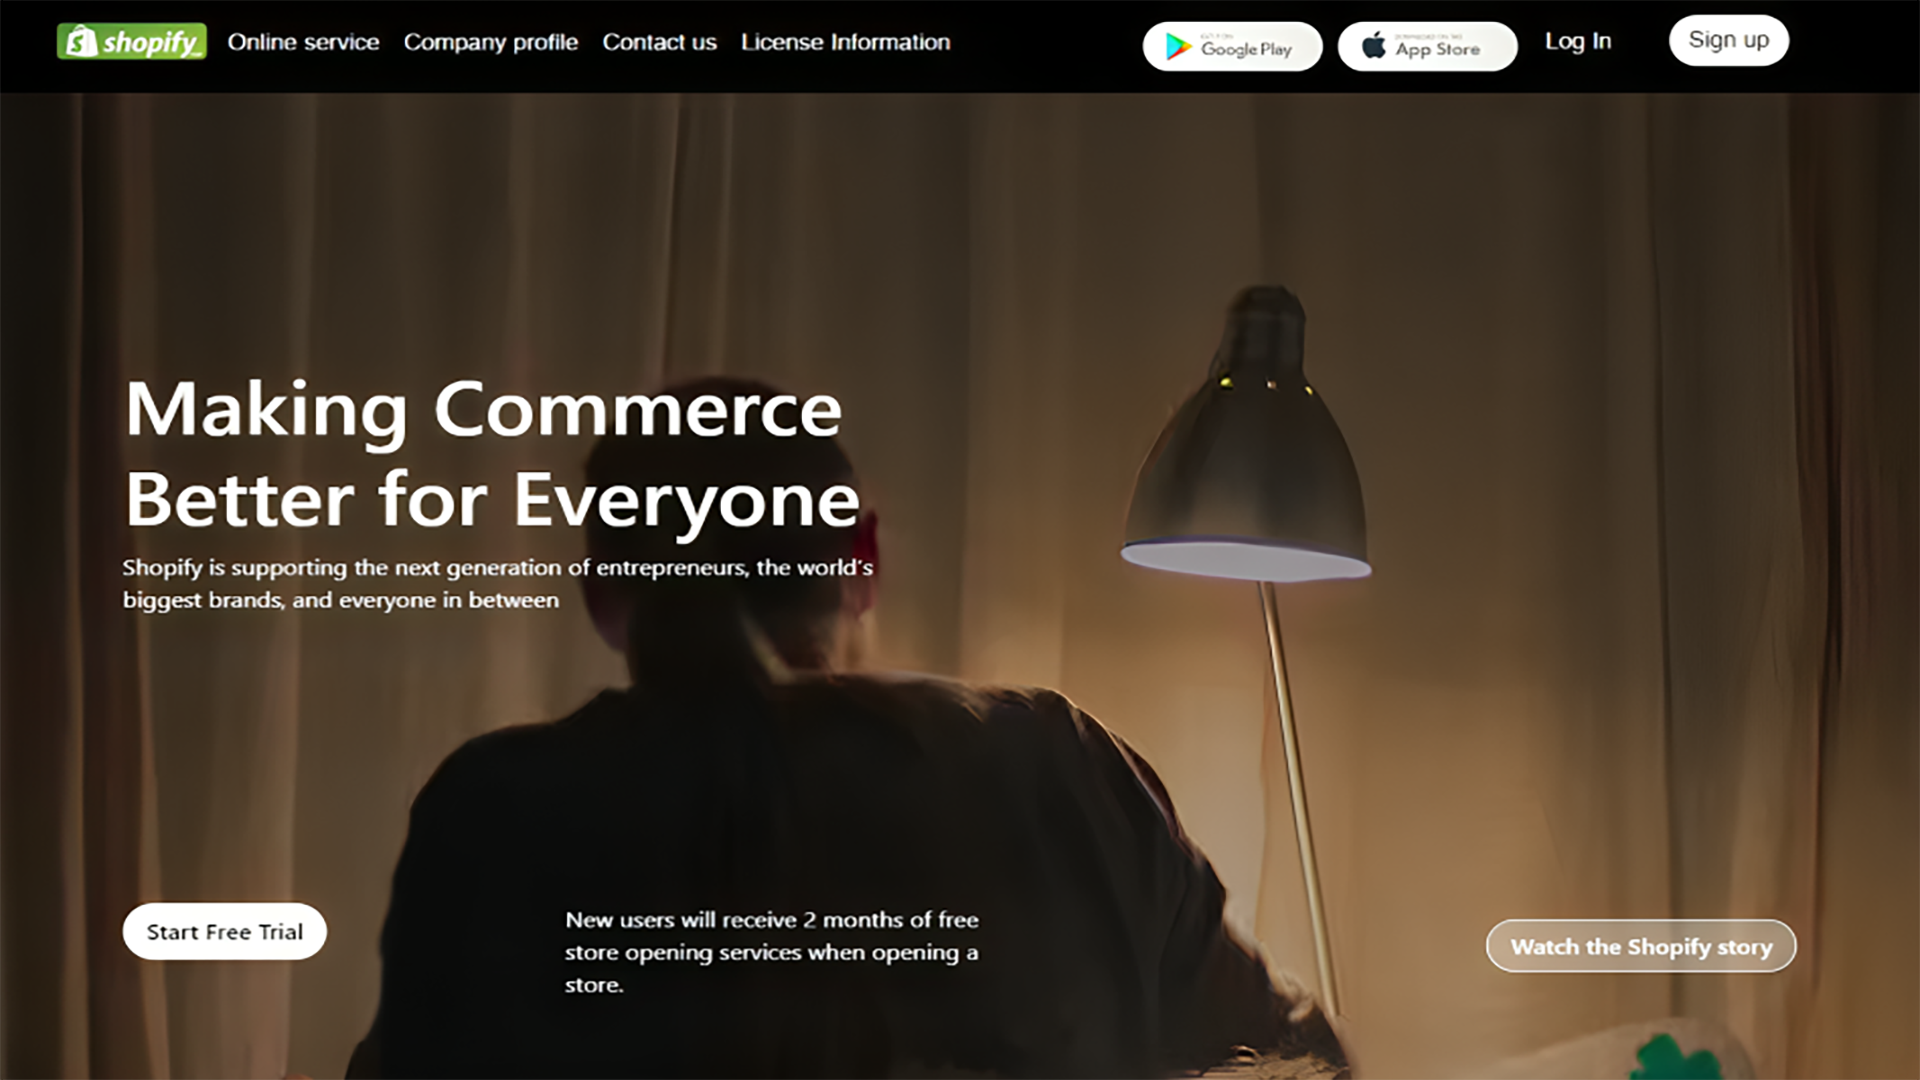 shopify Online service Company profile Contact us License Information GET IT ON Google Play App Store Log In Sign up
Making Commerce
Better for Everyone
Shopify is supporting the next generation of entrepreneurs, the world's
biggest brands, and everyone in between
Start Free Trial
New users will receive 2 months of free
store opening services when opening a
store.
Watch the Shopify story